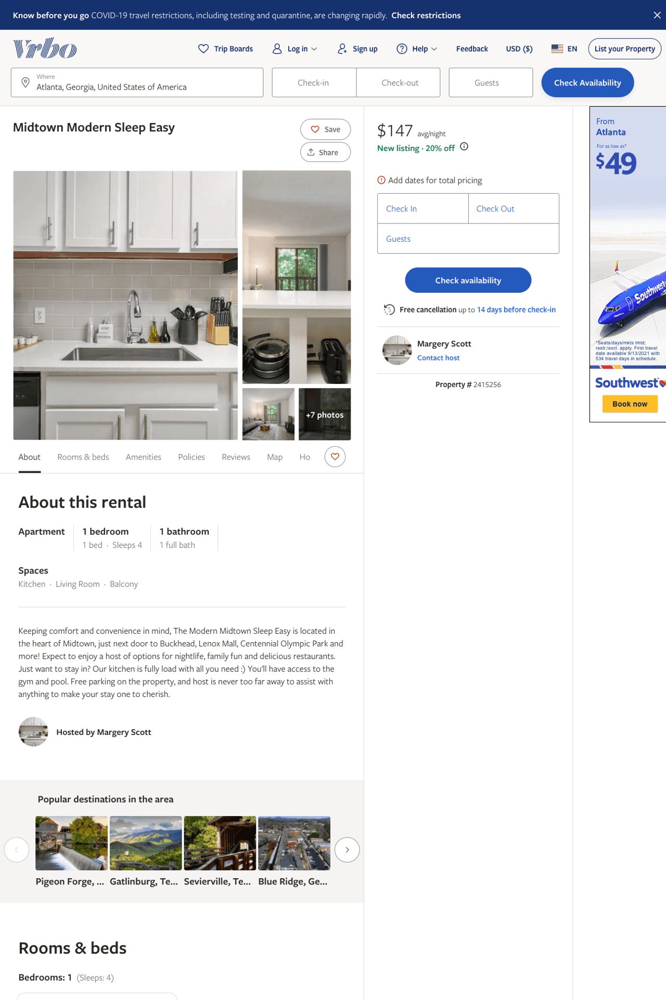 Know before you go COVID-19 travel restrictions, including testing and quarantine, are changing rapidly. Check restrictions
Vrbo
Trip Boards
Log in
Sign up
Help
Feedback
USD ($)
EN
List your Property
Where
Atlanta, Georgia, United States of America
Check-in
Check-out
Guests
Check Availability
Midtown Modern Sleep Easy
Save
Share
SOAP
SPONGE
+7 photos
$147 avg/night
New listing · 20% off
Add dates for total pricing
Check In
Check Out
Guests
Check availability
Free cancellation up to 14 days before check-in
Margery Scott
Contact host
Property # 2415256
From
Atlanta
For as low as*
$49
Southwest
*Seats/days/mkts lmtd;
restr./excl. apply. First travel
date available 9/13/2021 with
534 travel days in schedule.
Southwest
Book now
About
Rooms & beds
Amenities
Policies
Reviews
Map
Ho
About this rental
Apartment
1 bedroom
1 bed · Sleeps 4
1 bathroom
1 full bath
Spaces
Kitchen · Living Room · Balcony
Keeping comfort and convenience in mind, The Modern Midtown Sleep Easy is located in
the heart of Midtown, just next door to Buckhead, Lenox Mall, Centennial Olympic Park and
more! Expect to enjoy a host of options for nightlife, family fun and delicious restaurants.
Just want to stay in? Our kitchen is fully load with all you need :) You'll have access to the
gym and pool. Free parking on the property, and host is never too far away to assist with
anything to make your stay one to cherish.
Hosted by Margery Scott
Popular destinations in the area
Pigeon Forge, ...
Gatlinburg, Te...
Sevierville, Te...
Blue Ridge, Ge...
Rooms & beds
Bedrooms: 1 (Sleeps: 4)